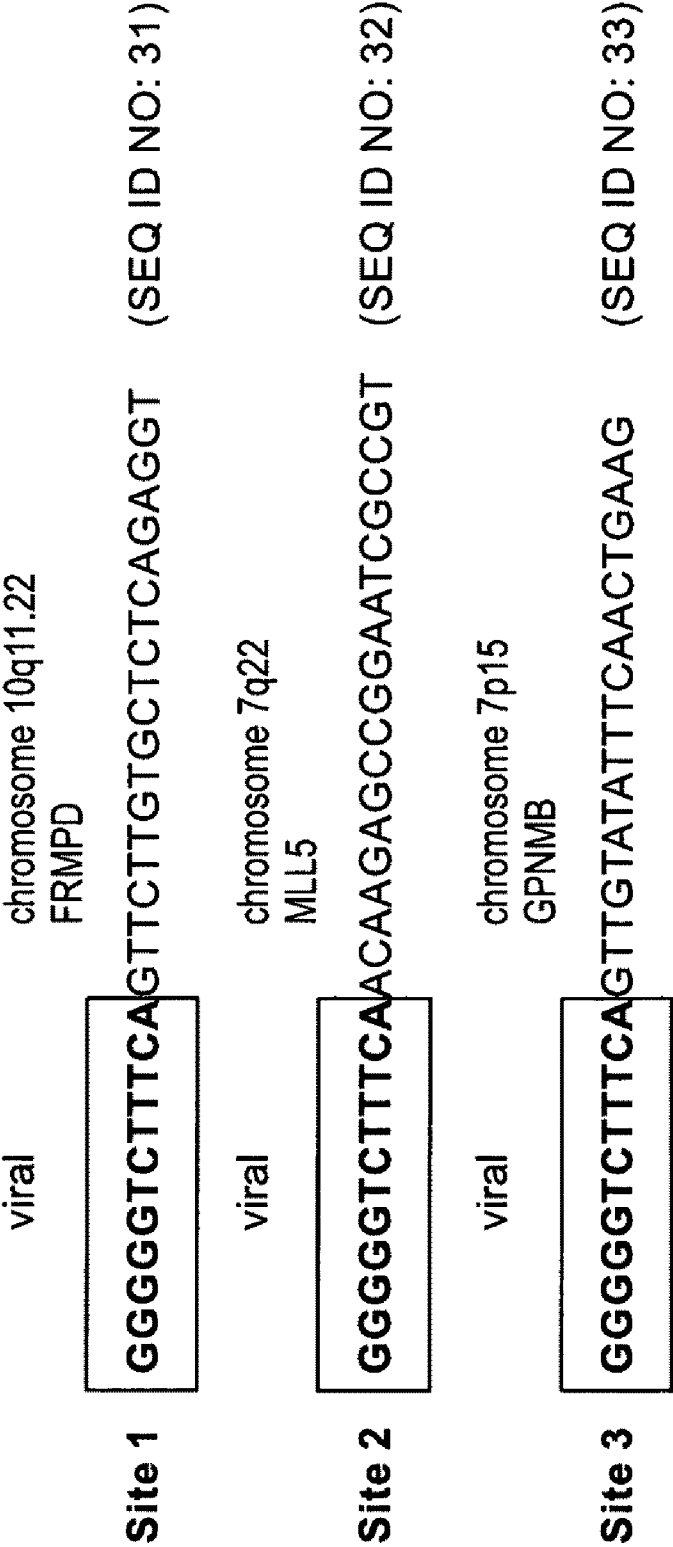 viral chromosome 10q11.22
FRMPD
Site 1 GGGGGTCTTTCAGTTCTTGTGCTCTCAGAGGT (SEQ ID NO: 31)
viral chromosome 7q22
MLL5
Site 2 GGGGGTCTTTCAACAAGAGCCGGAATCGCCGT (SEQ ID NO: 32)
viral chromosome 7p15
GPNMB
Site 3 GGGGGTCTTTCAGTTGTATATTTCAACTGAAG (SEQ ID NO: 33)